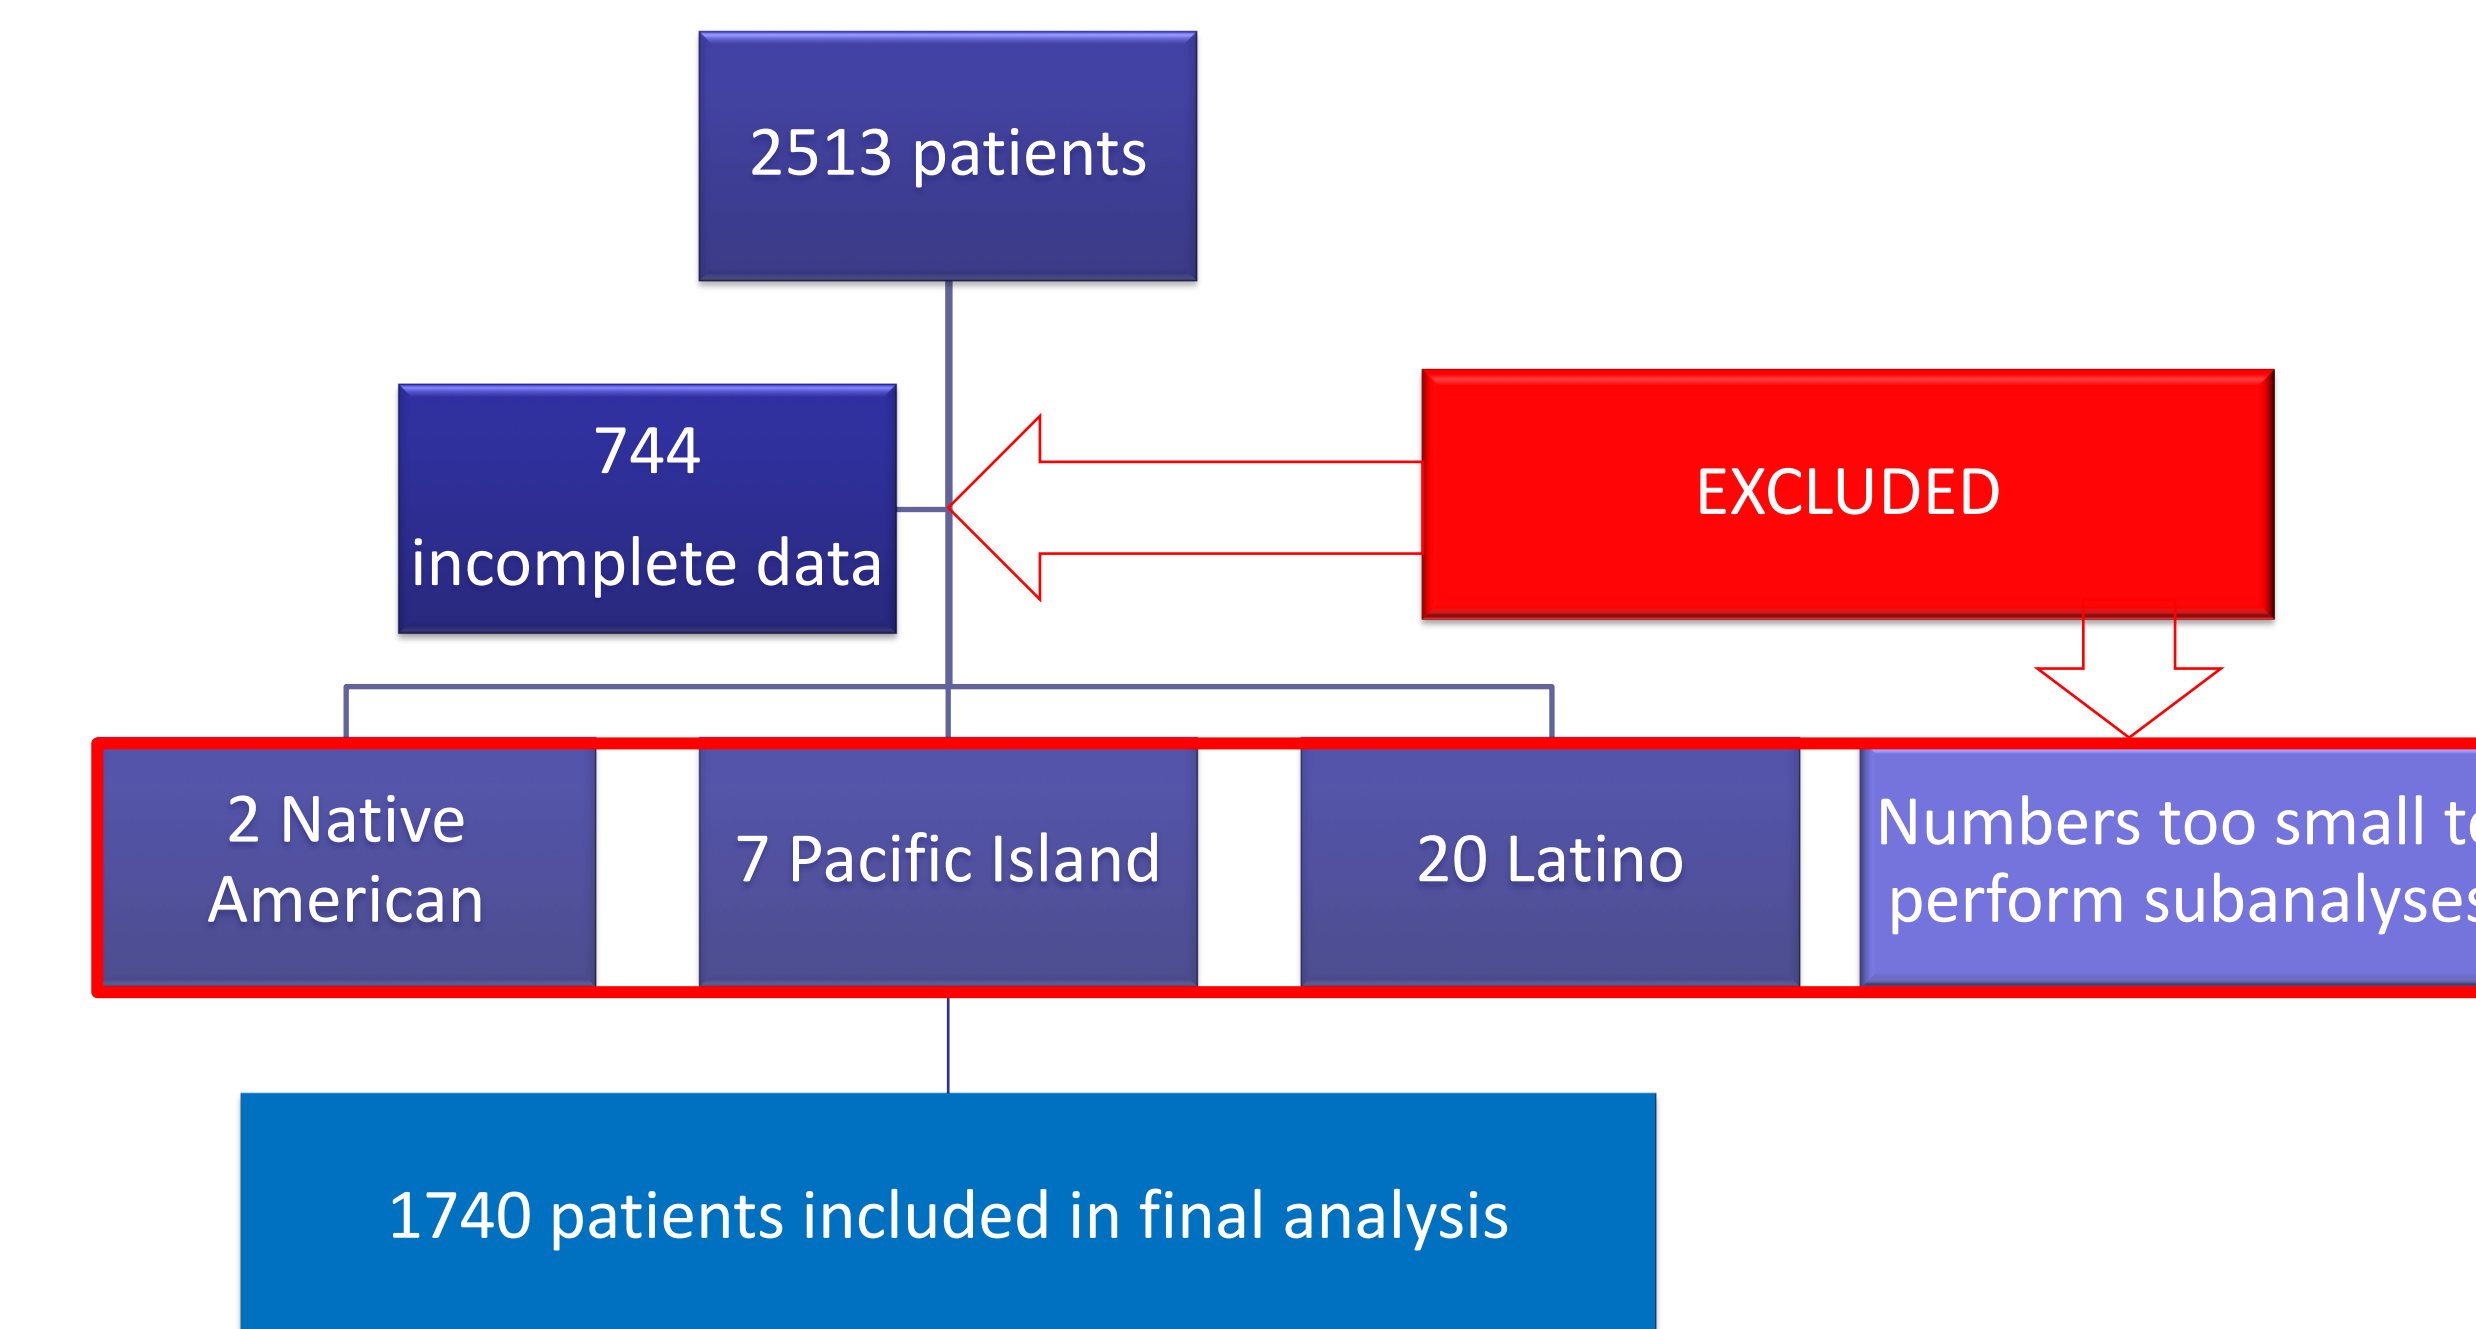 2513 patients
744
incomplete data
EXCLUDED
2 Native
American
7 Pacific Island
20 Latino
Numbers too small to
perform subanalyses
1740 patients included in final analysis